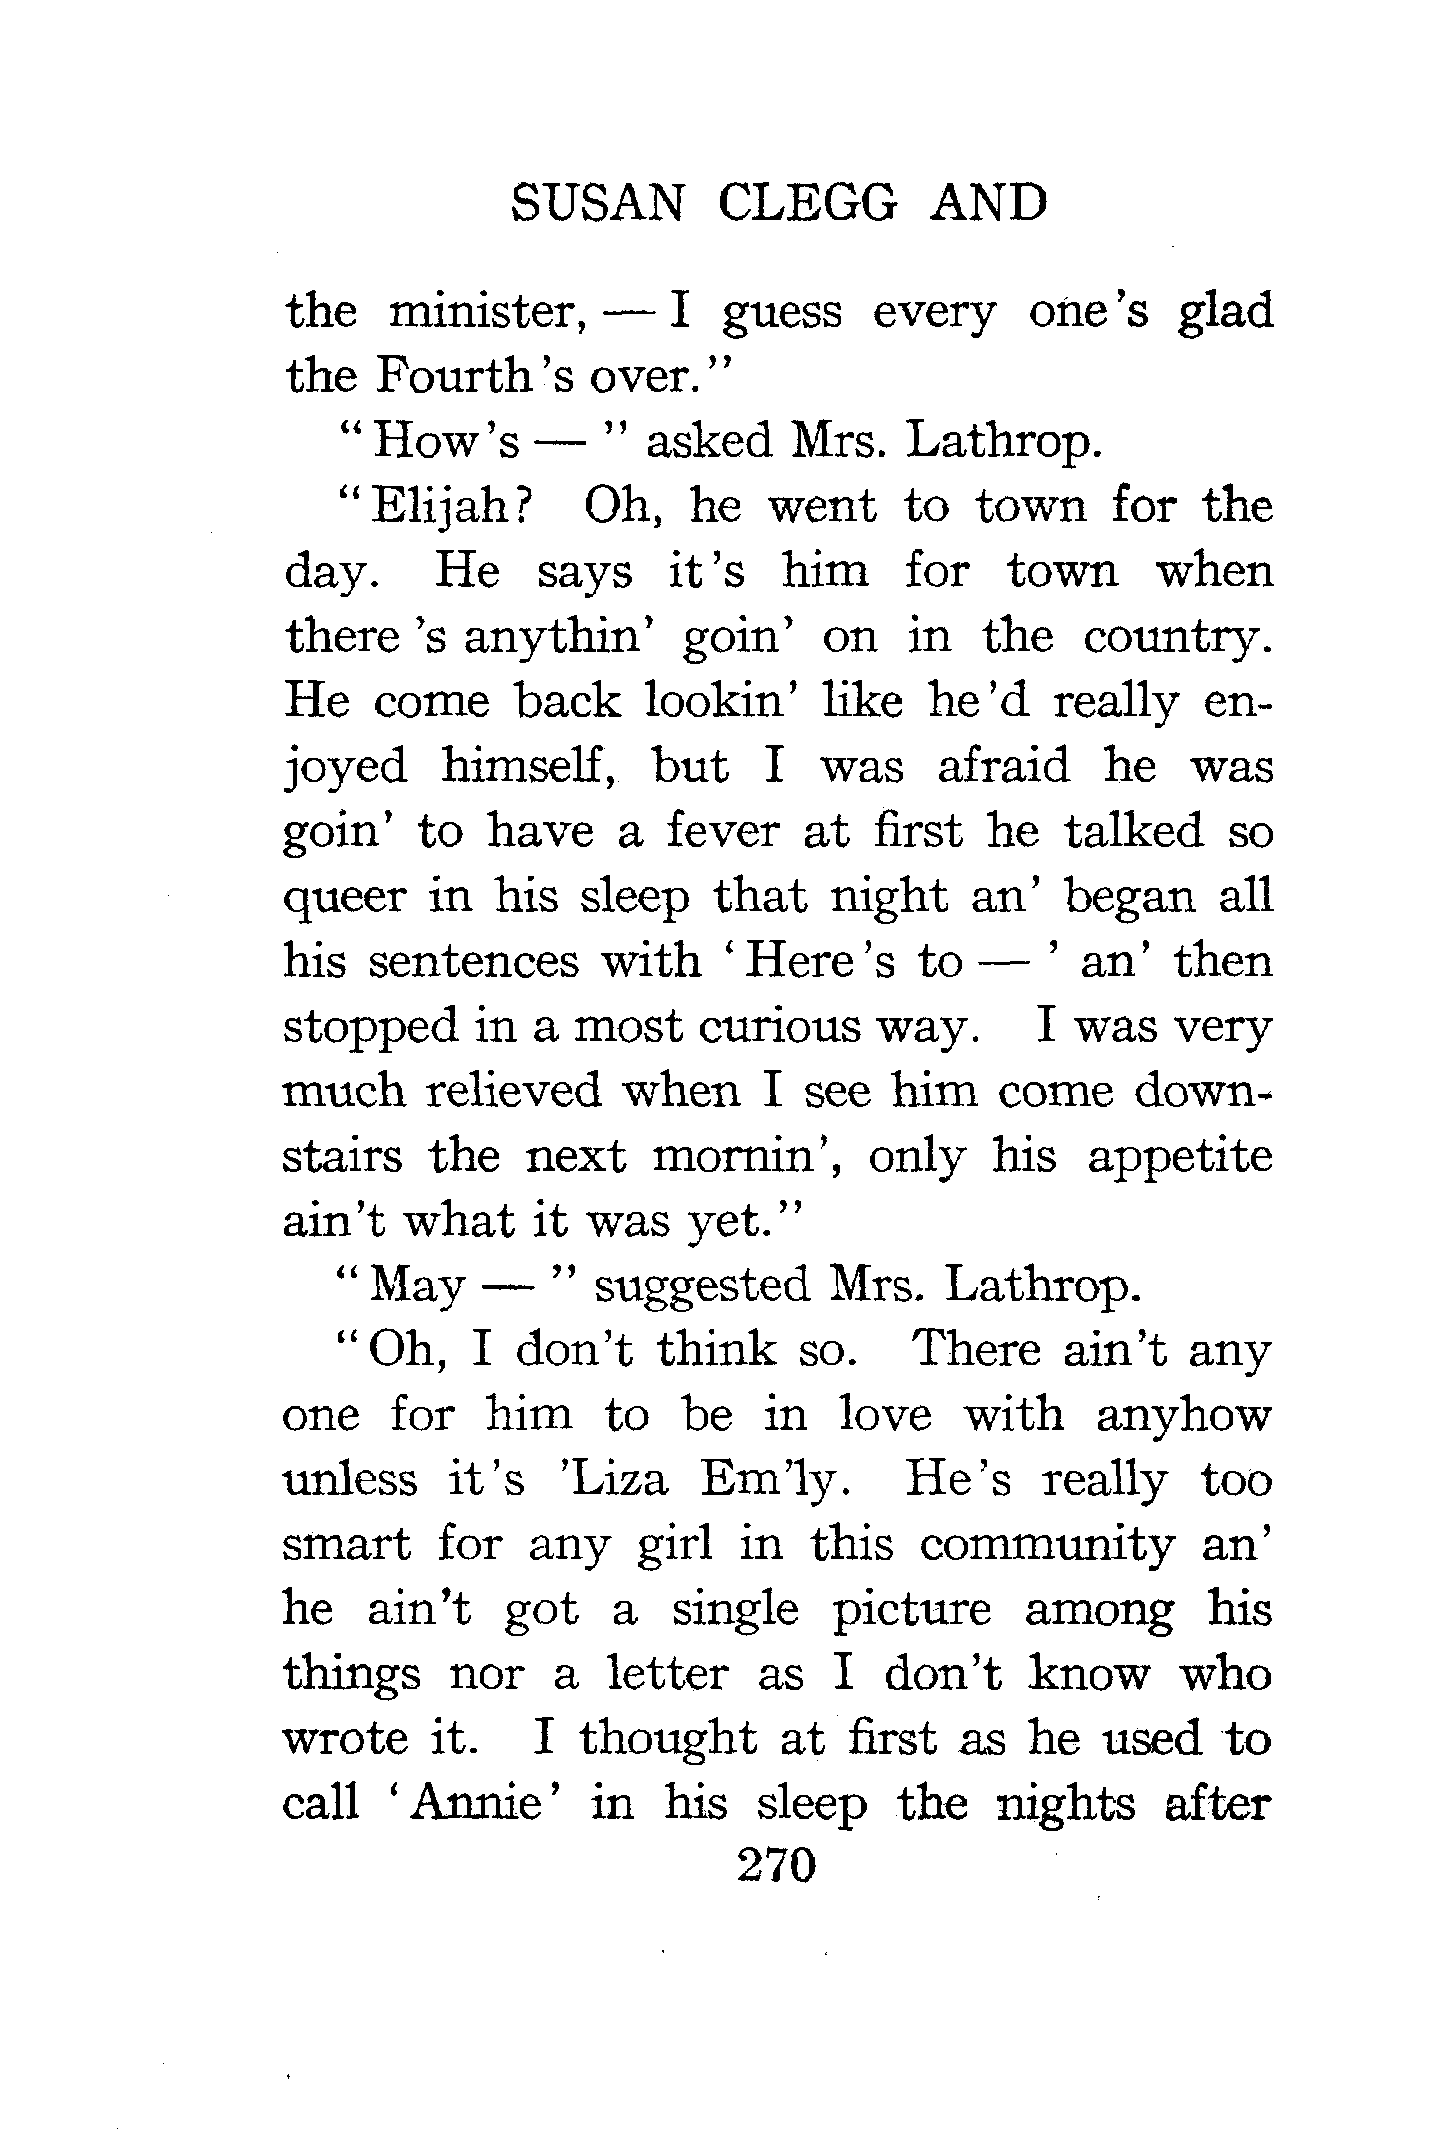 SUSAN CLEGG AND
the minister, — I guess every one's glad
the Fourth's over."
"How's — " asked Mrs. Lathrop.
"Elijah? Oh, he went to town for the
day. He says it's him for town when
there 's anythin' goin' on in the country.
He come back lookin' like he'd really en-
joyed himself, but I was afraid he was
goin' to have a fever at first he talked so
queer in his sleep that night an' began all
his sentences with 'Here's to — ' an' then
stopped in a most curious way. I was very
much relieved when I see him come down-
stairs the next mornin', only his appetite
ain't what it was yet."
"May — " suggested Mrs. Lathrop.
"Oh, I don't think so. There ain't any
one for him to be in love with anyhow
unless it's 'Liza Em'ly. He's really too
smart for any girl in this community an'
he ain't got a single picture among his
things nor a letter as I don't know who
wrote it. I thought at first as he used to
call 'Annie' in his sleep the nights after
270